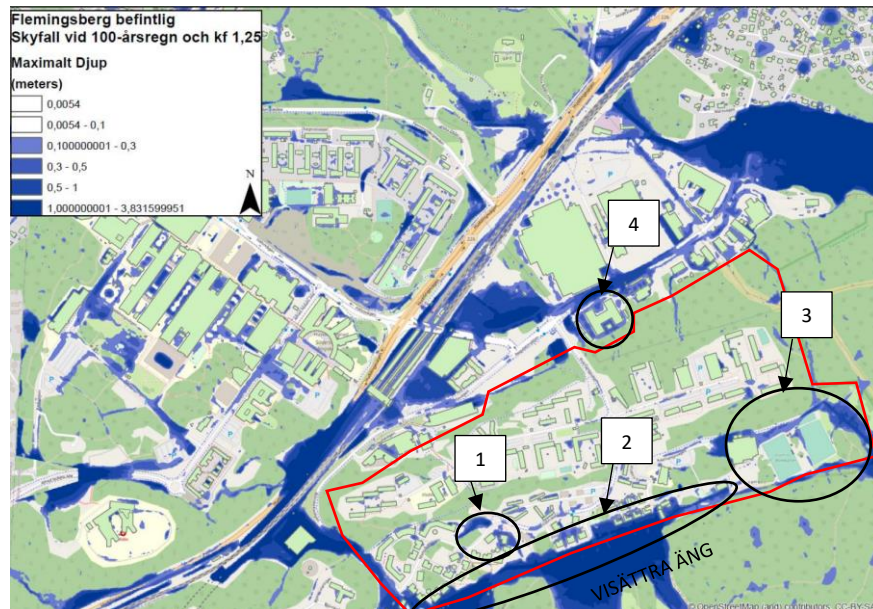 Flemingsberg befintlig
Skyfall vid 100-årsregn och kf 1,25
Maximalt Djup
(meters)
0,0054
0,0054 - 0,1
0,100000001 - 0,3
0,3 - 0,5
0,5 - 1
1,000000001 - 3,831599951
N
4
3
2
1
VISÄTTRA ÄNG
© OpenStreetMap (and) contributors, CC-BY-SA